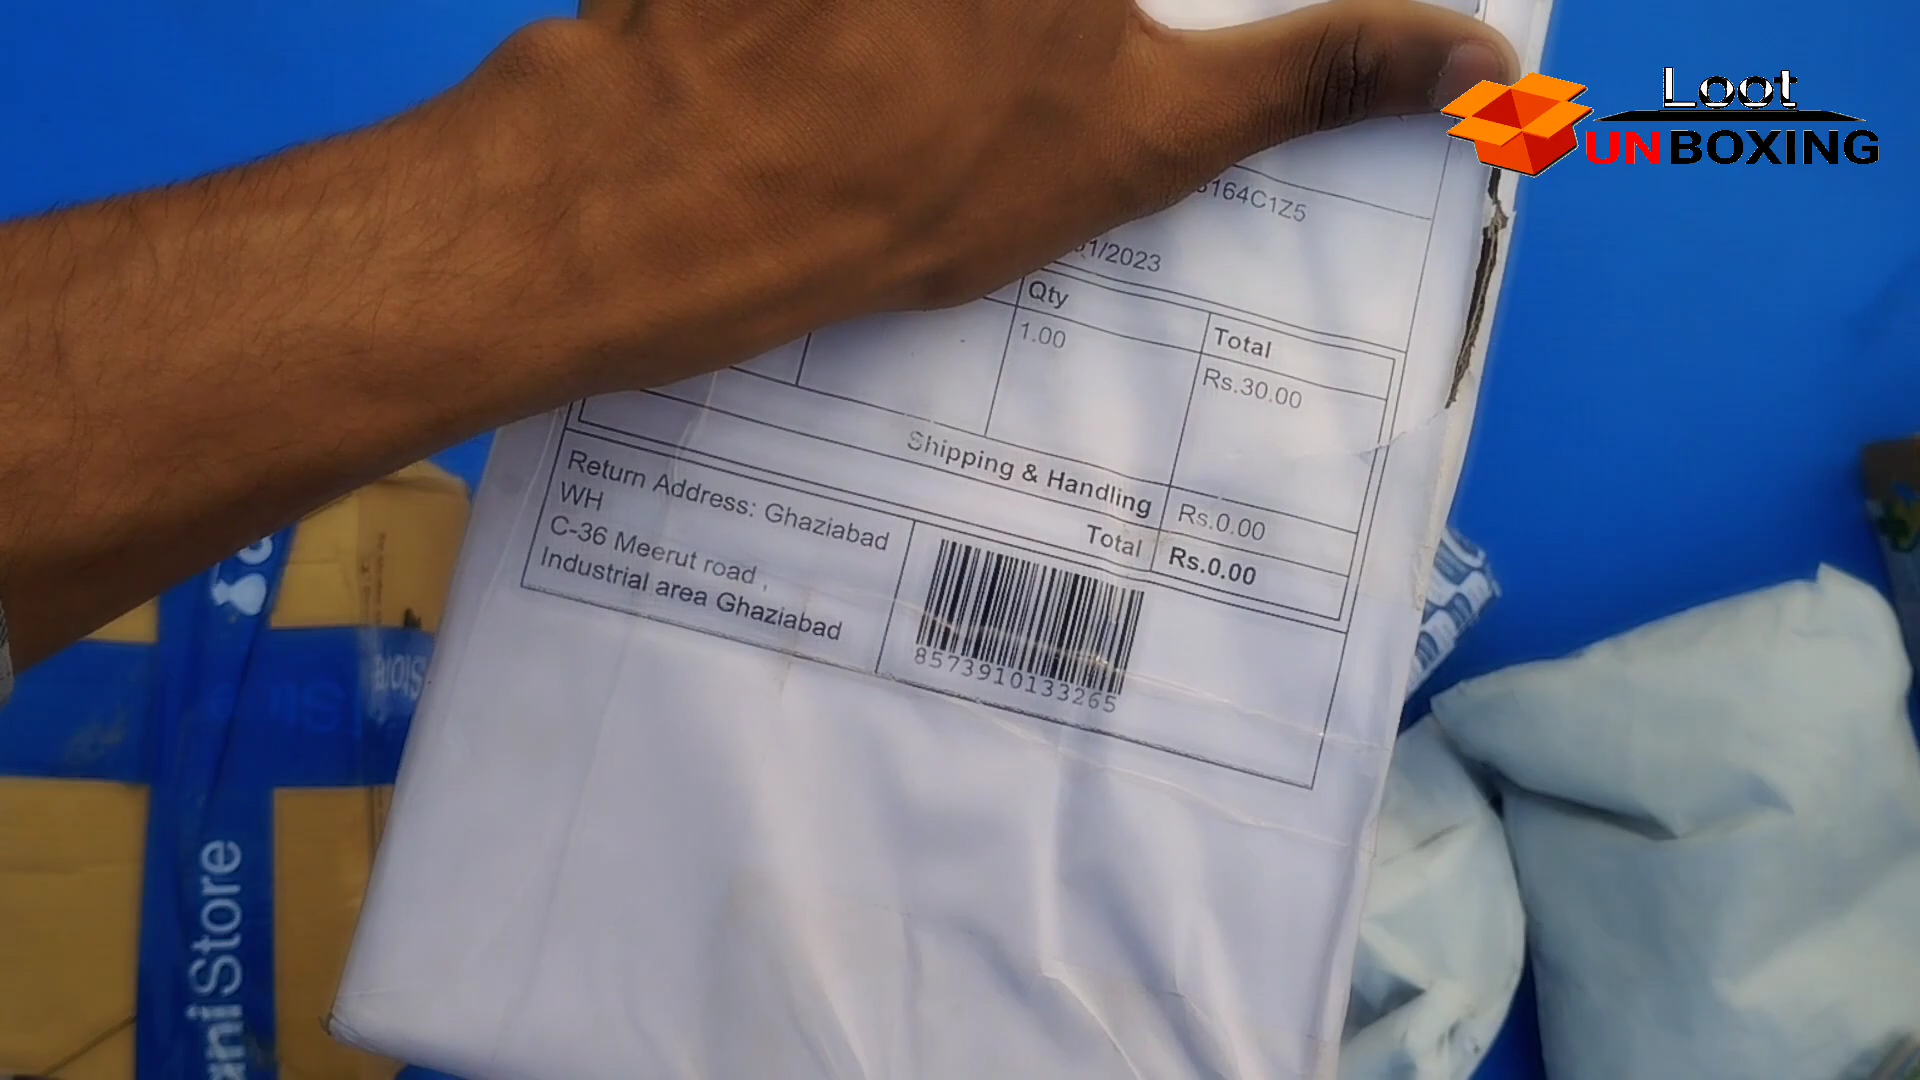 Loot
UNBOXING
164C1Z5
1/2023
Qty
Total
1.00
Rs.30.00
Shipping & Handling
Rs.0.00
Total
Rs.0.00
Return Address: Ghaziabad
WH
C-36 Meerut road ,
Industrial area Ghaziabad
8573910133265
aniStore
Store